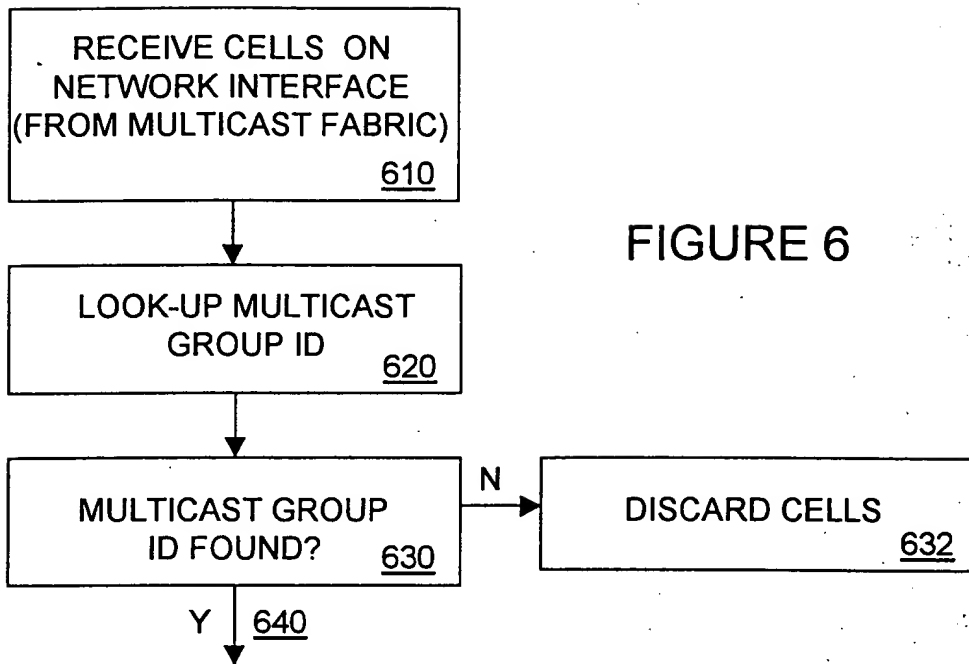 RECEIVE CELLS ON
NETWORK INTERFACE
(FROM MULTICAST FABRIC)
610
FIGURE 6
LOOK-UP MULTICAST
GROUP ID
620
MULTICAST GROUP
ID FOUND?
630
N
DISCARD CELLS
632
Y
640